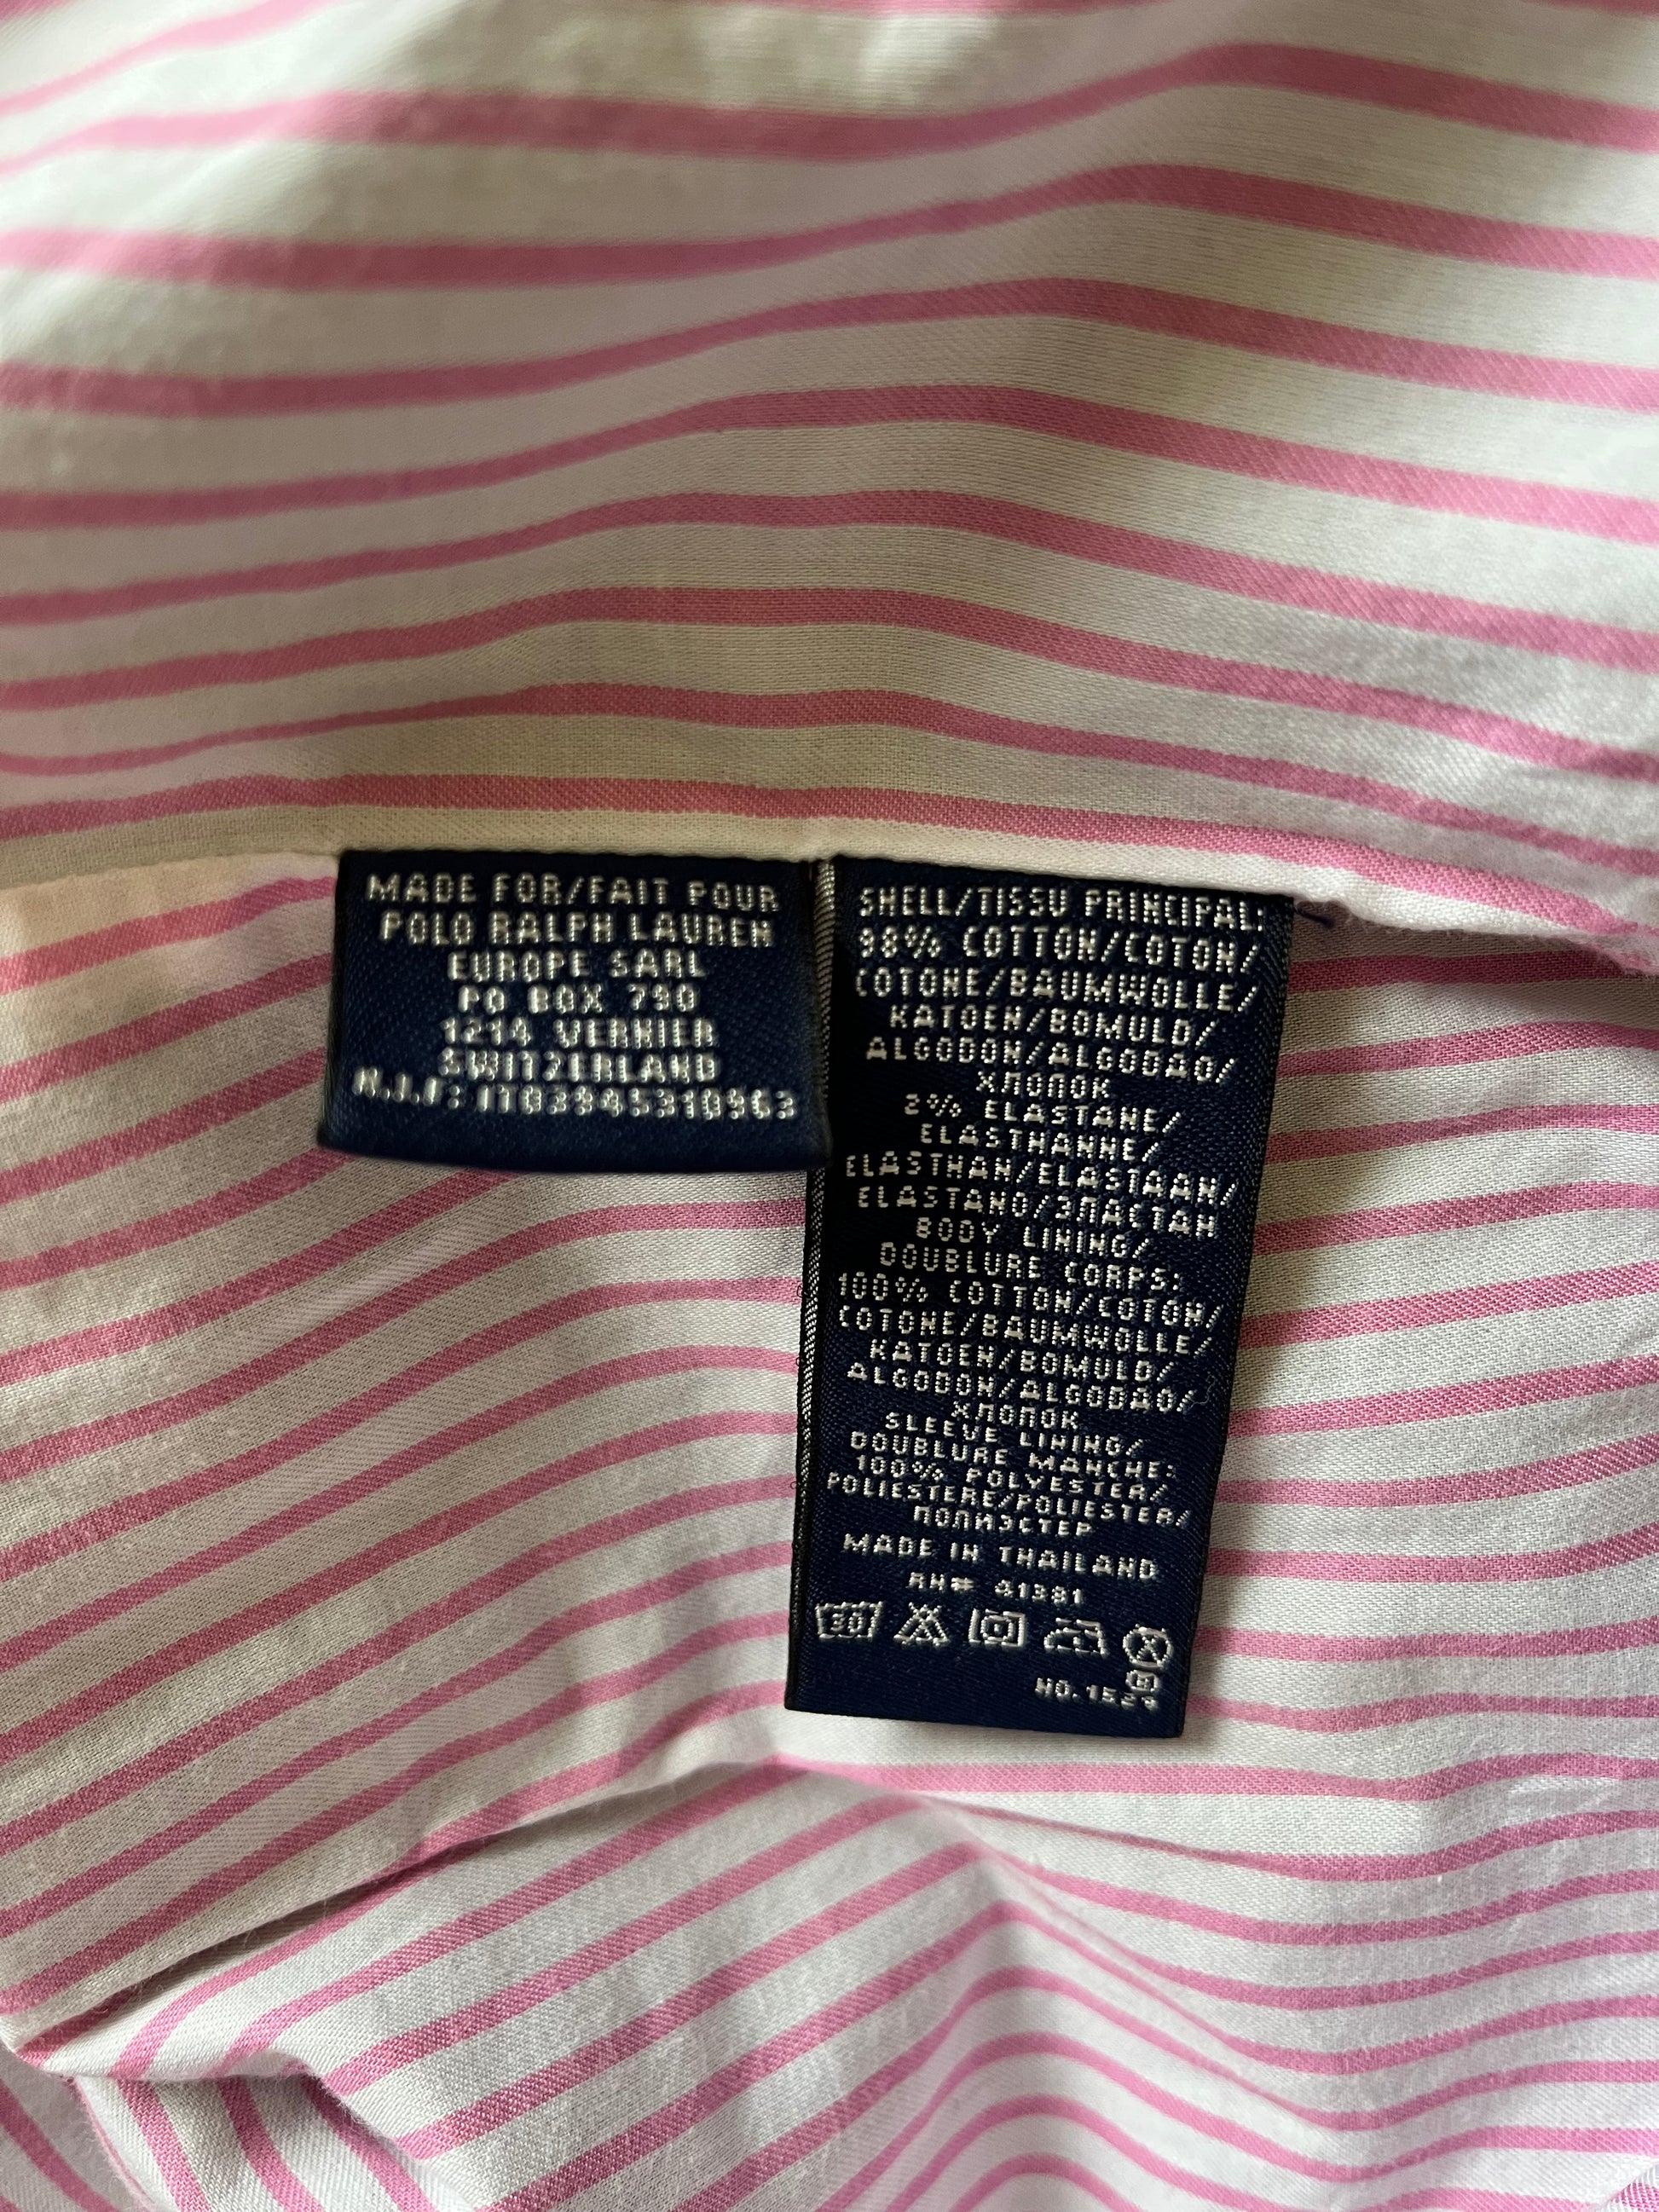 MADE FOR/FAIT POUR
POLO RALPH LAUREN
EUROPE SARL
PO BOX 790
1214 VERNIER
SWITZERLAND
N.I.F: IT03945310963
SHELL/TISSU PRINCIPAL:
98% COTTON/COTON/
COTONE/BAUMWOLLE/
KATOEN/BOMULD/
ALGODON/ALGODAO/
ХЛОПОК
2% ELASTANE/
ELASTHANNE/
ELASTHAN/ELASTAAN/
ELASTANO/ЭЛАСТАН
BODY LINING/
DOUBLURE CORPS:
100% COTTON/COTON/
COTONE/BAUMWOLLE/
KATOEN/BOMULD/
ALGODON/ALGODAO/
ХЛОПОК
SLEEVE LINING/
DOUBLURE MANCHE:
100% POLYESTER/
POLIESTERE/POLIESTER/
ПОЛИЭСТЕР
MADE IN THAILAND
RN# 41381
30
NO.